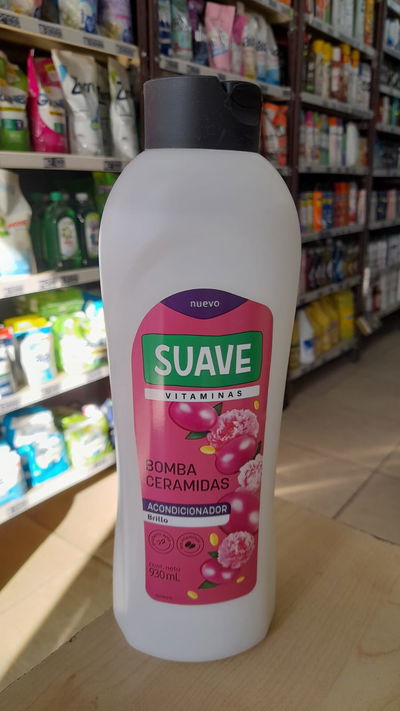 nuevo
SUAVE
VITAMINAS
BOMBA
CERAMIDAS
ACONDICIONADOR
Brillo
Cont. neto
930 mL